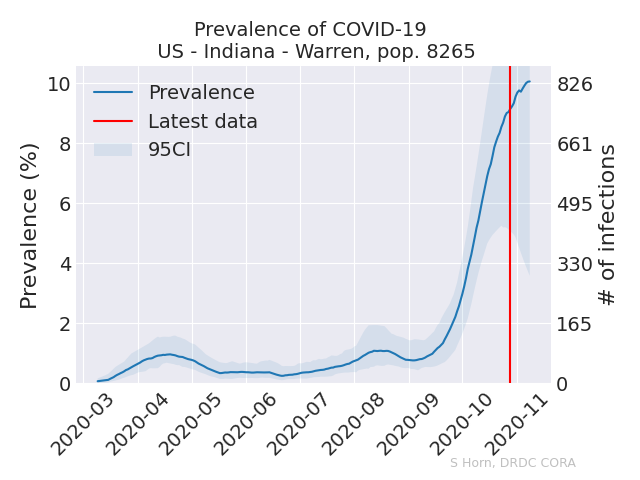 Prevalence of COVID-19
US - Indiana - Warren, pop. 8265
Prevalence
Latest data
95CI
Prevalence (%)
10
8
6
4
2
0
826
661
495
330
165
0
# of infections
2020-03
2020-04
2020-05
2020-06
2020-07
2020-08
2020-09
2020-10
2020-11
S Horn, DRDC CORA